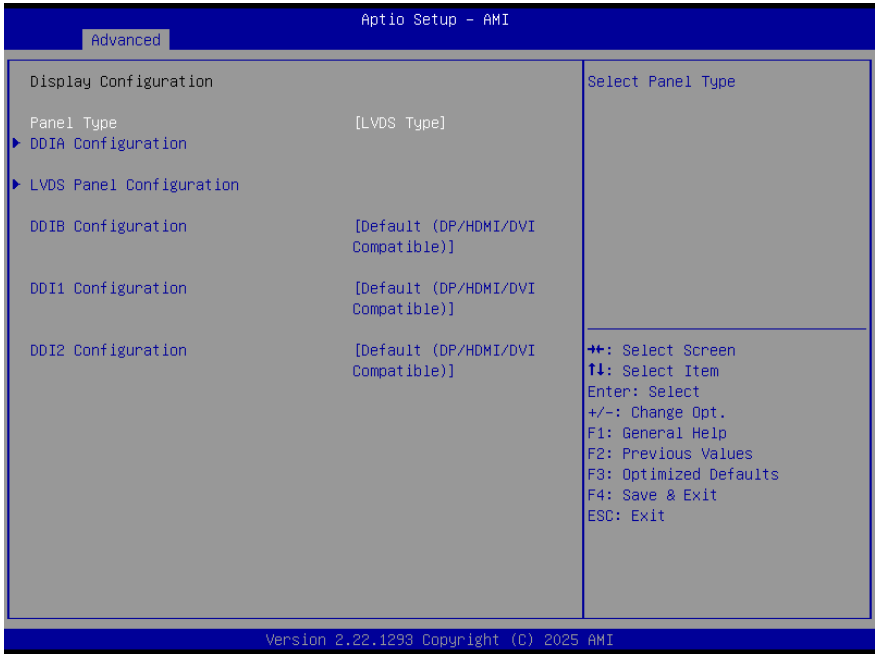 Aptio Setup – AMI
Advanced
Display Configuration
Panel Type [LVDS Type]
DDIA Configuration
LVDS Panel Configuration
DDIB Configuration [Default (DP/HDMI/DVI
Compatible)]
DDI1 Configuration [Default (DP/HDMI/DVI
Compatible)]
DDI2 Configuration [Default (DP/HDMI/DVI
Compatible)]
Select Panel Type
→←: Select Screen
↑↓: Select Item
Enter: Select
+/-: Change Opt.
F1: General Help
F2: Previous Values
F3: Optimized Defaults
F4: Save & Exit
ESC: Exit
Version 2.22.1293 Copyright (C) 2025 AMI